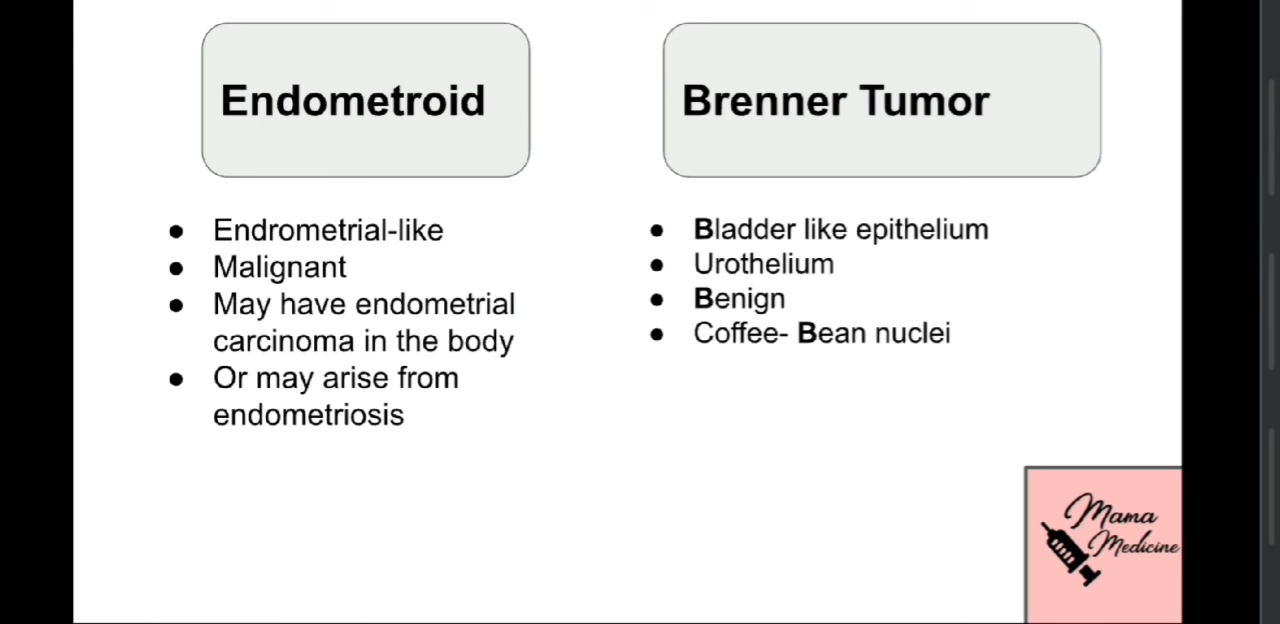 Endometroid
Endrometrial-like
Malignant
May have endometrial
carcinoma in the body
Or may arise from
endometriosis
Brenner Tumor
Bladder like epithelium
Urothelium
Benign
Coffee- Bean nuclei
Mama
Medicine